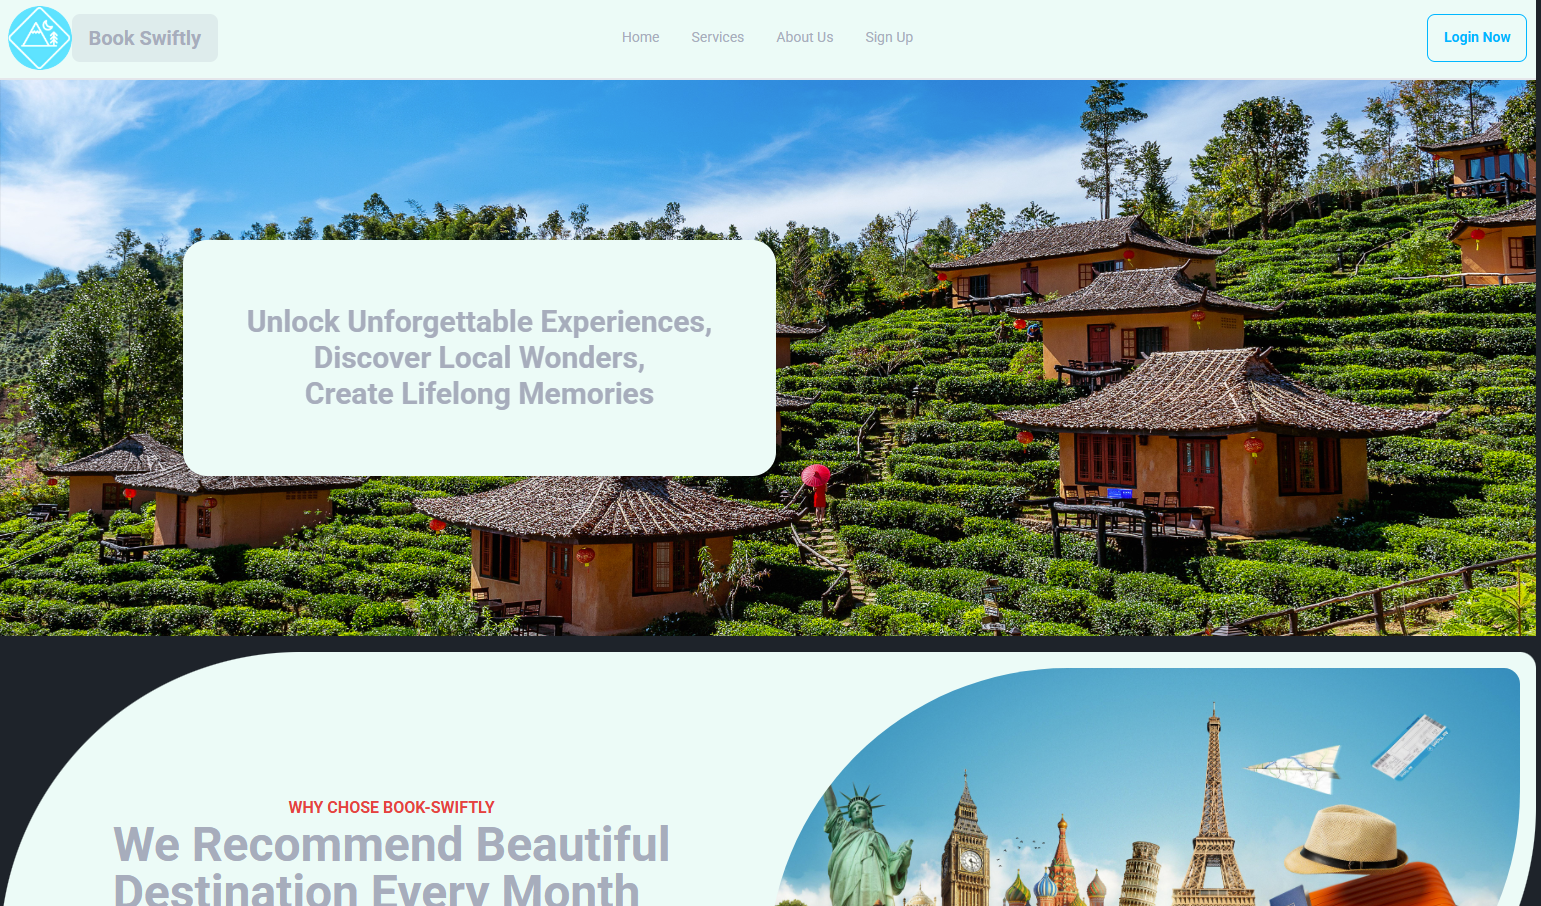 Book Swiftly
Home
Services
About Us
Sign Up
Login Now
Unlock Unforgettable Experiences,
Discover Local Wonders,
Create Lifelong Memories
WHY CHOSE BOOK-SWIFTLY
We Recommend Beautiful
Destination Every Month